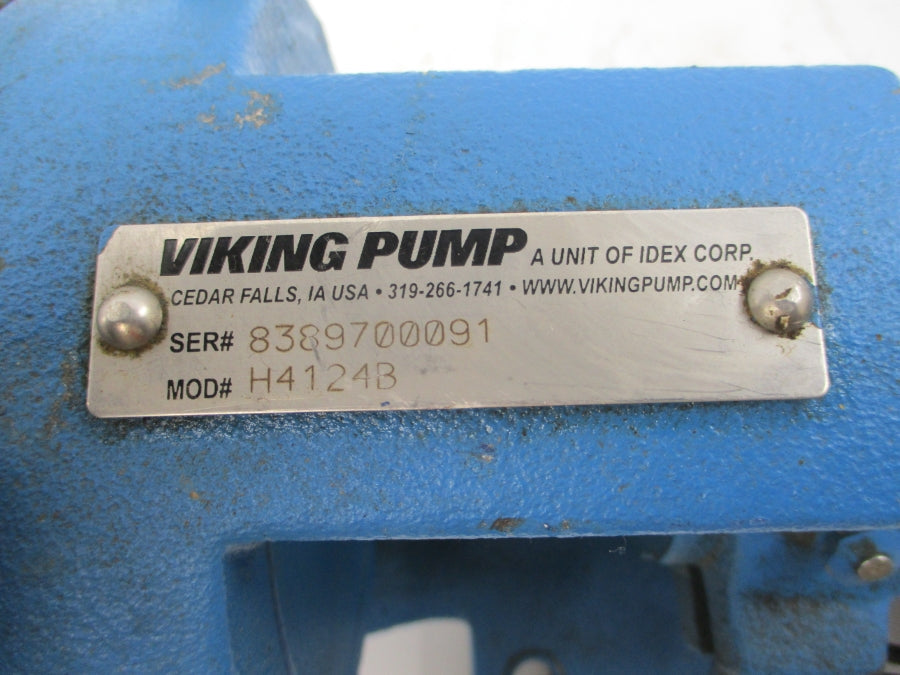 VIKING PUMP A UNIT OF IDEX CORP.
CEDAR FALLS, IA USA • 319-266-1741 • WWW.VIKINGPUMP.COM
SER# 8389700091
MOD# H4124B